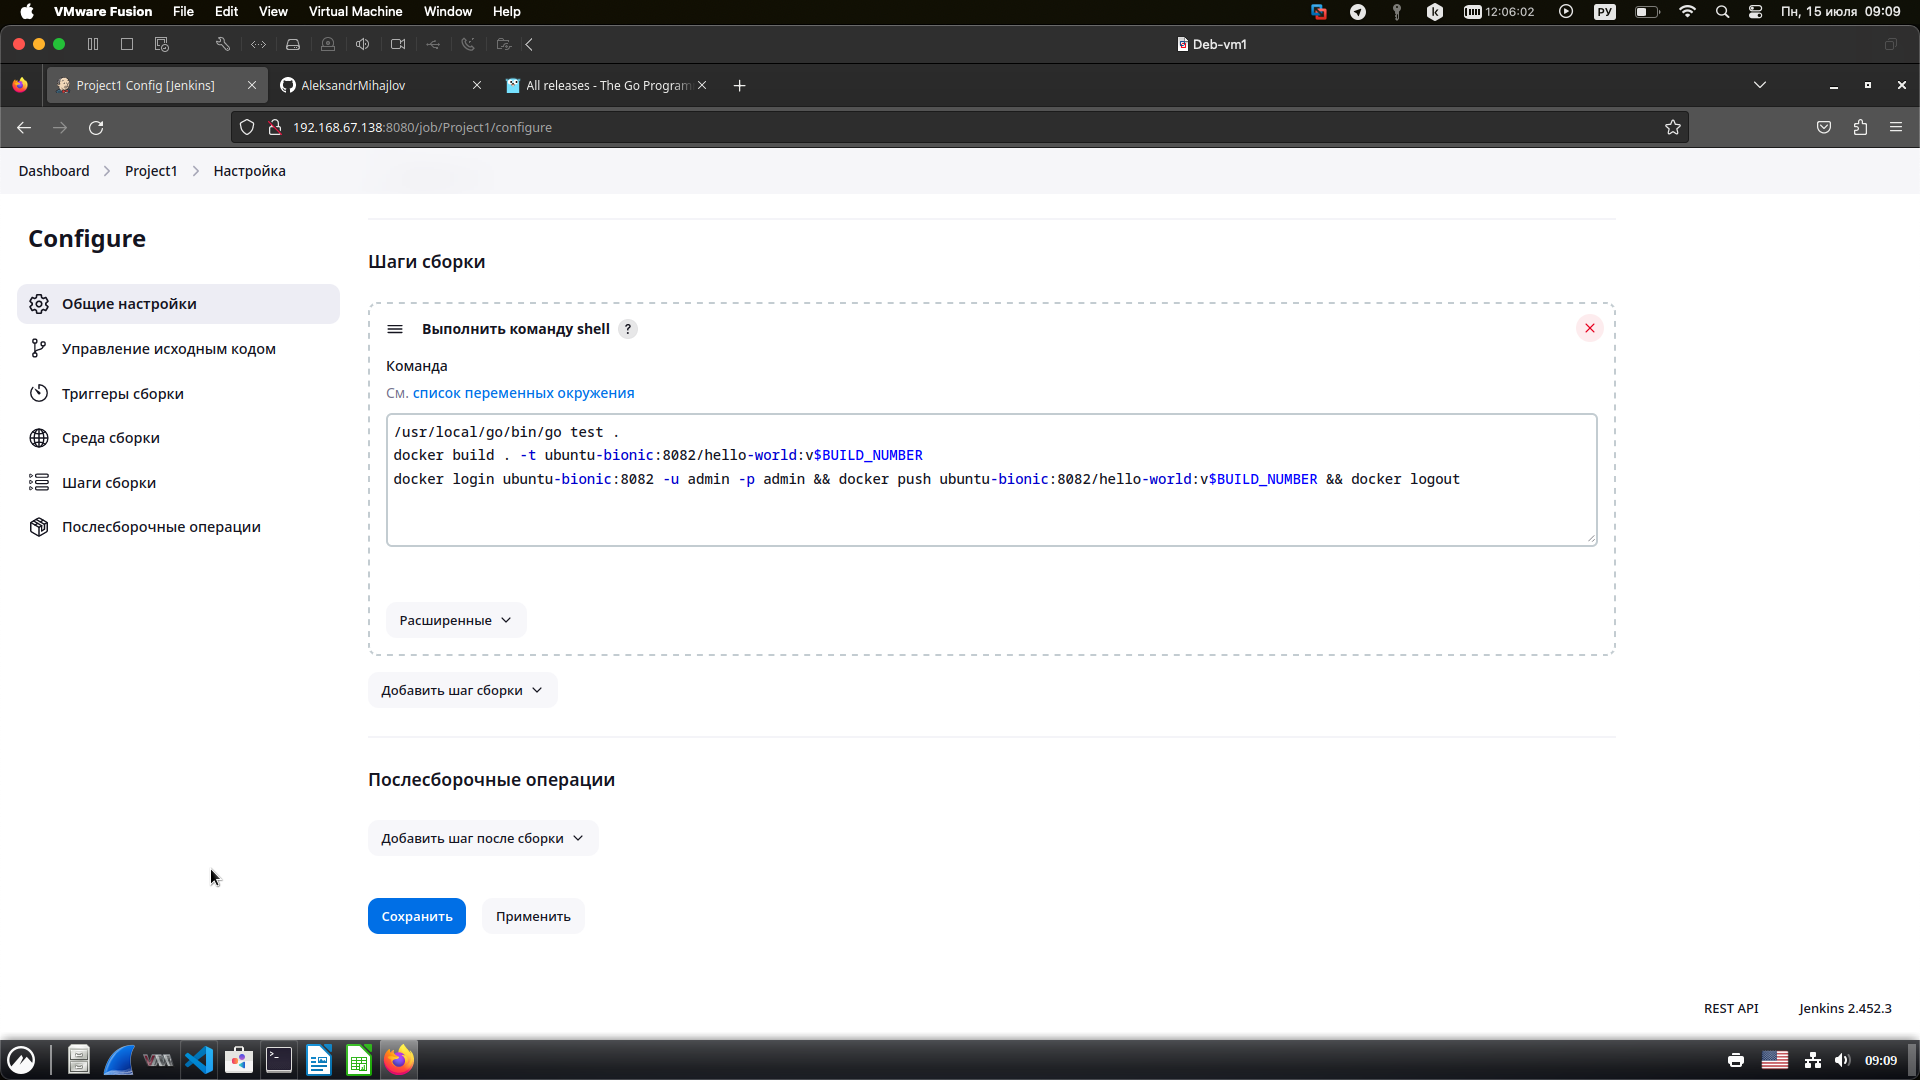 VMware Fusion File Edit View Virtual Machine Window Help 12:06:02 РУ Пн, 15 июля 09:09
Deb-vm1
Project1 Config [Jenkins] AleksandrMihajlov All releases - The Go Program
192.168.67.138:8080/job/Project1/configure
Dashboard Project1 Настройка
Configure
Общие настройки
Управление исходным кодом
Триггеры сборки
Среда сборки
Шаги сборки
Послесборочные операции
Шаги сборки
Выполнить команду shell ?
Команда
См. список переменных окружения
/usr/local/go/bin/go test .
docker build . -t ubuntu-bionic:8082/hello-world:v$BUILD_NUMBER
docker login ubuntu-bionic:8082 -u admin -p admin && docker push ubuntu-bionic:8082/hello-world:v$BUILD_NUMBER && docker logout
Расширенные
Добавить шаг сборки
Послесборочные операции
Добавить шаг после сборки
Сохранить Применить
REST API Jenkins 2.452.3
09:09